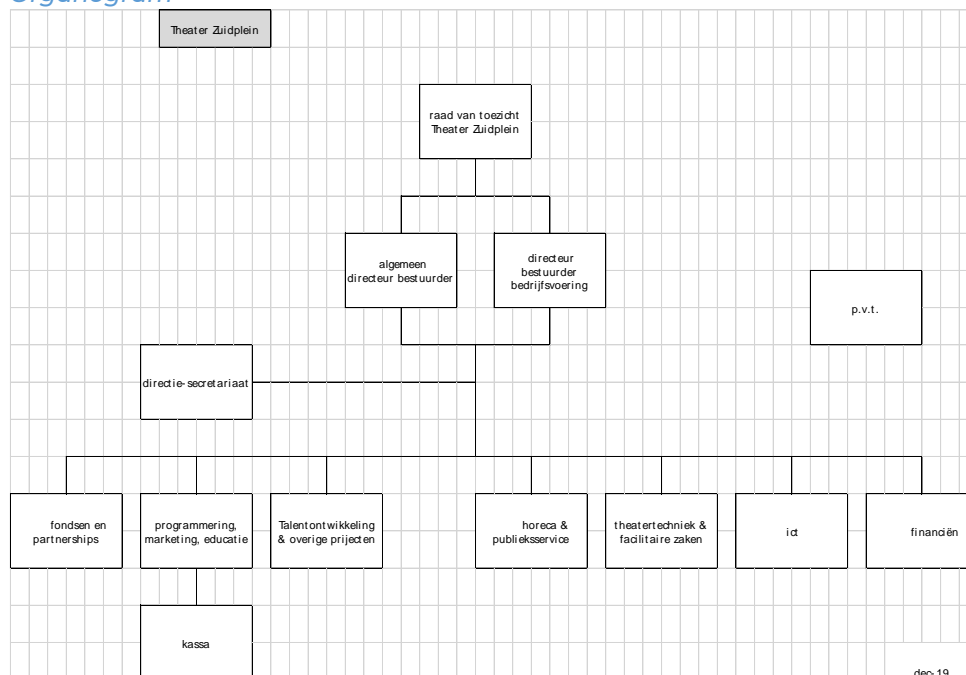 Organogram
Theater Zuidplein
raad van toezicht
Theater Zuidplein
algemeen
directeur bestuurder
directeur
bestuurder
bedrijfsvoering
p.v.t.
directie-secretariaat
fondsen en
partnerships
programmering,
marketing, educatie
Talentontwikkeling
& overige prijecten
horeca &
publieksservice
theatertechniek &
facilitaire zaken
ict
financiën
kassa
dec-19